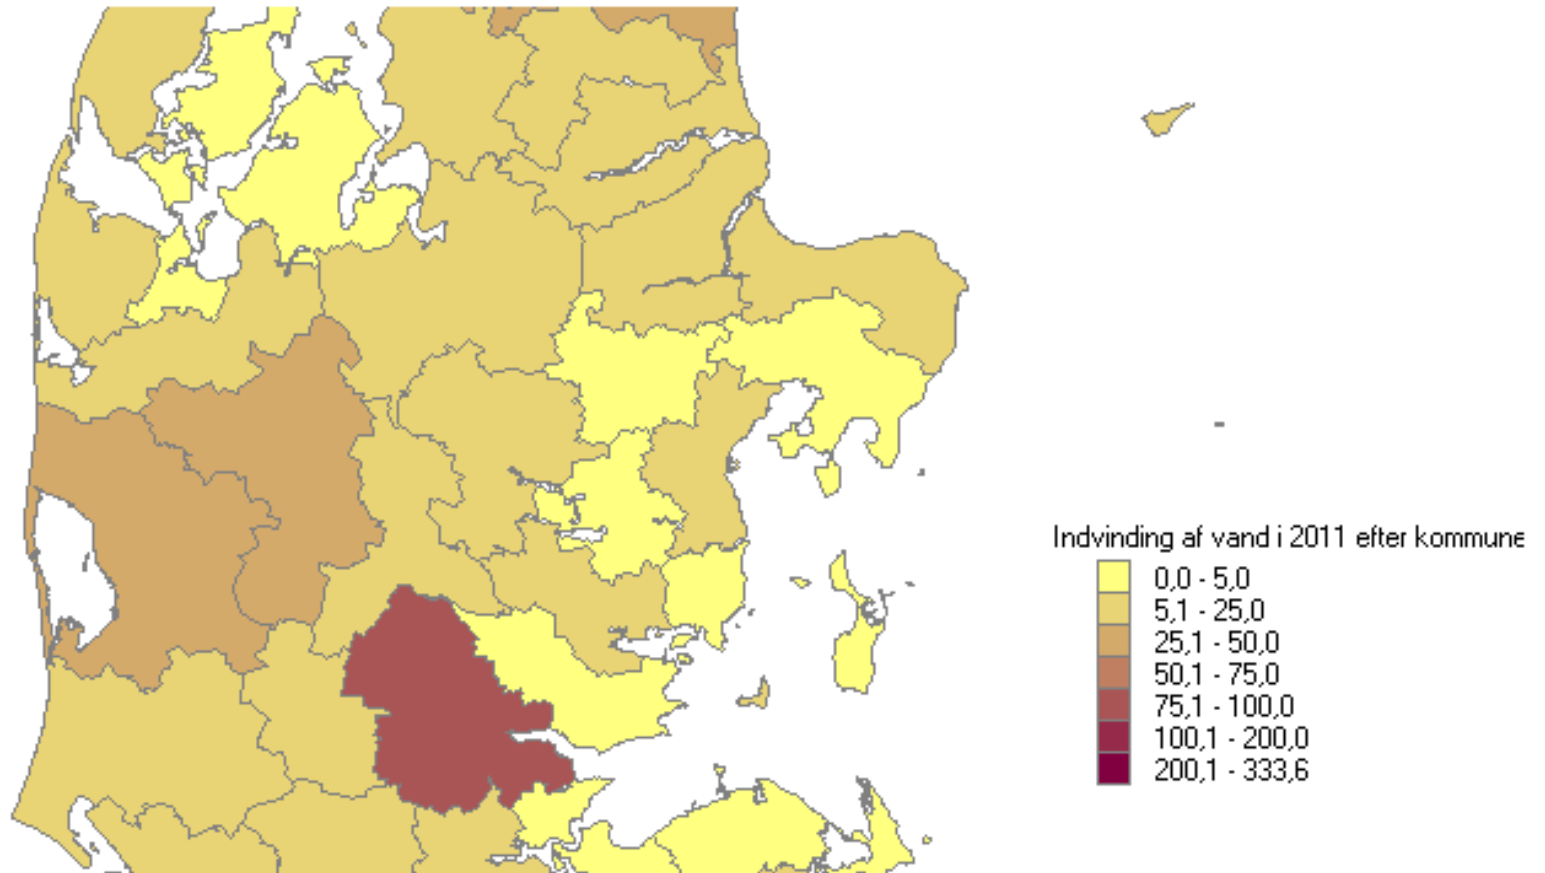 Indvinding af vand i 2011 efter kommune
0,0 - 5,0
5,1 - 25,0
25,1 - 50,0
50,1 - 75,0
75,1 - 100,0
100,1 - 200,0
200,1 - 333,6